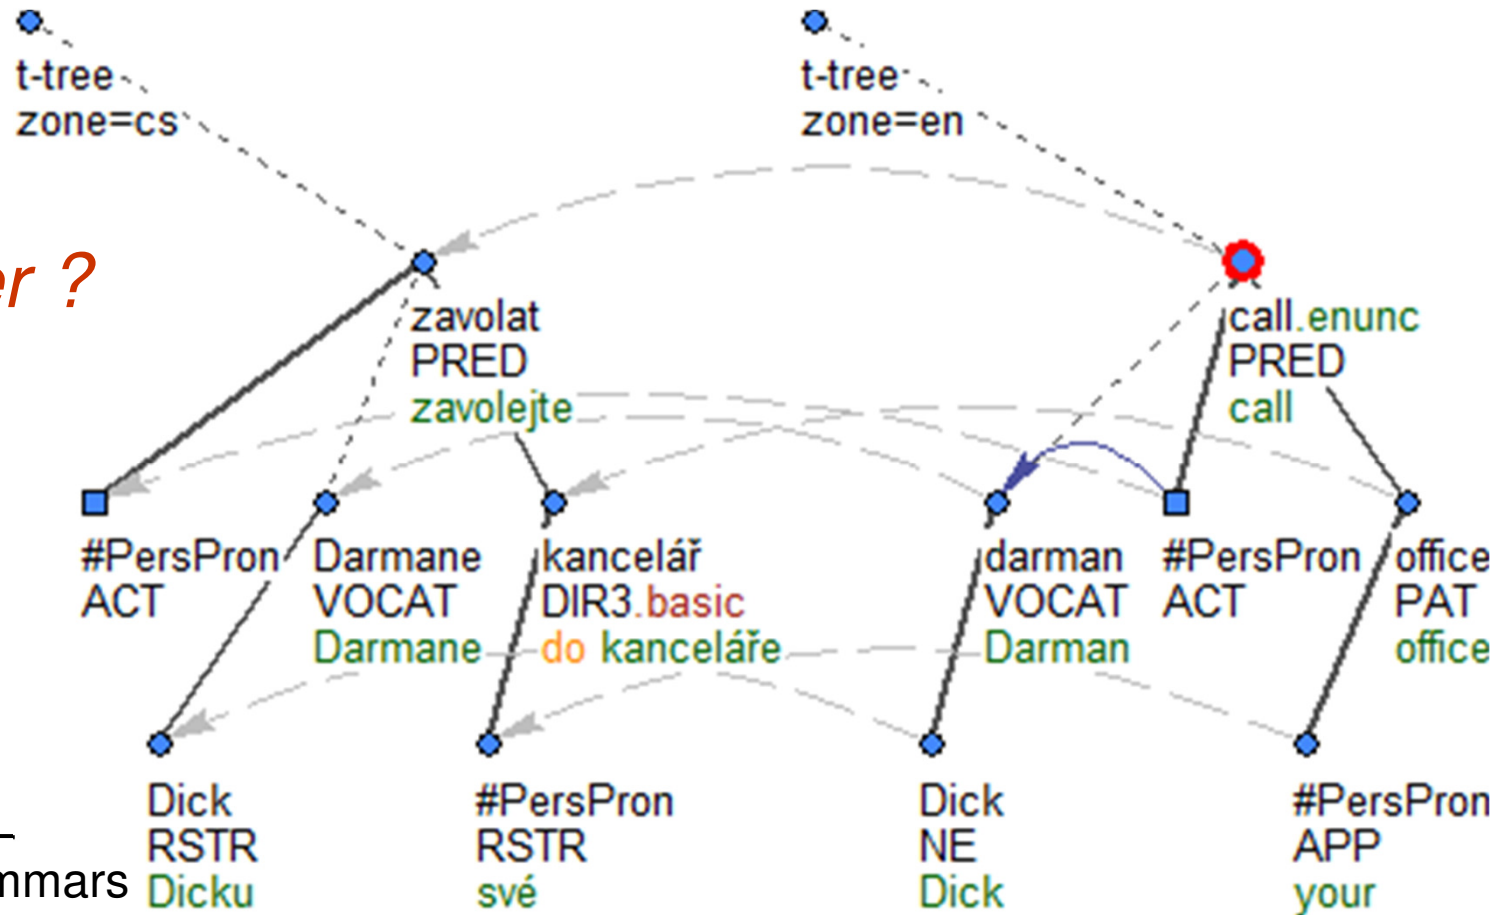 t-tree
zone=cs
t-tree
zone=en
er ?
zavolat
PRED
zavolejte
call.enunc
PRED
call
#PersPron
ACT
Darmane
VOCAT
Darmane
kancelář
DIR3.basic
do kanceláře
darman
VOCAT
Darman
#PersPron
ACT
office
PAT
office
Dick
RSTR
Dicku
#PersPron
RSTR
své
Dick
NE
Dick
#PersPron
APP
your
mmars